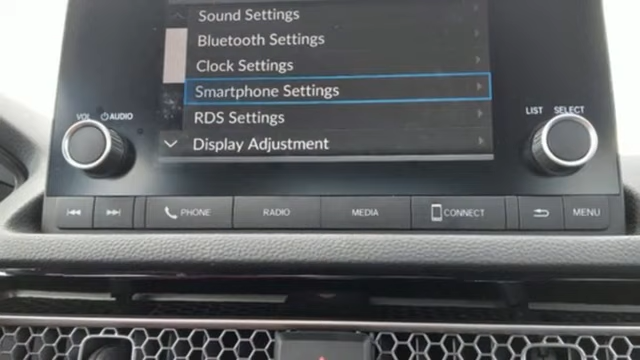 Sound Settings
Bluetooth Settings
Clock Settings
Smartphone Settings
RDS Settings
Display Adjustment
VOL AUDIO
LIST SELECT
PHONE
RADIO
MEDIA
CONNECT
MENU